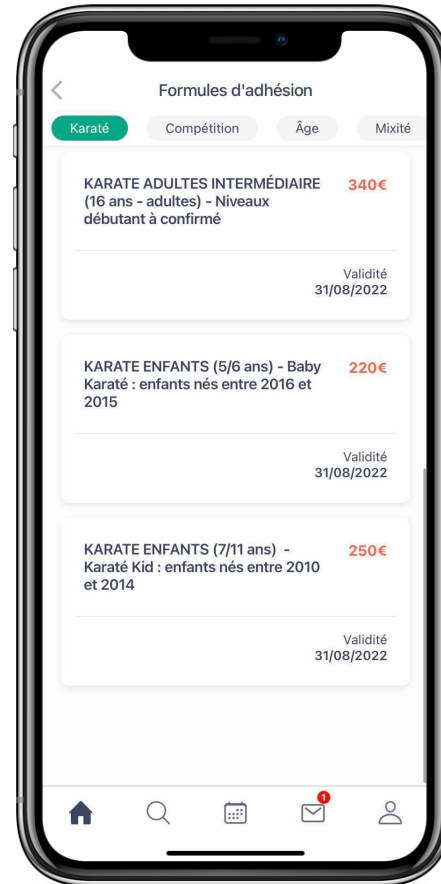 Formules d'adhésion
Karaté Compétition Âge Mixité
KARATE ADULTES INTERMÉDIAIRE 340€
(16 ans - adultes) - Niveaux
débutant à confirmé
Validité
31/08/2022
KARATE ENFANTS (5/6 ans) - Baby 220€
Karaté : enfants nés entre 2016 et
2015
Validité
31/08/2022
KARATE ENFANTS (7/11 ans) - 250€
Karaté Kid : enfants nés entre 2010
et 2014
Validité
31/08/2022
1